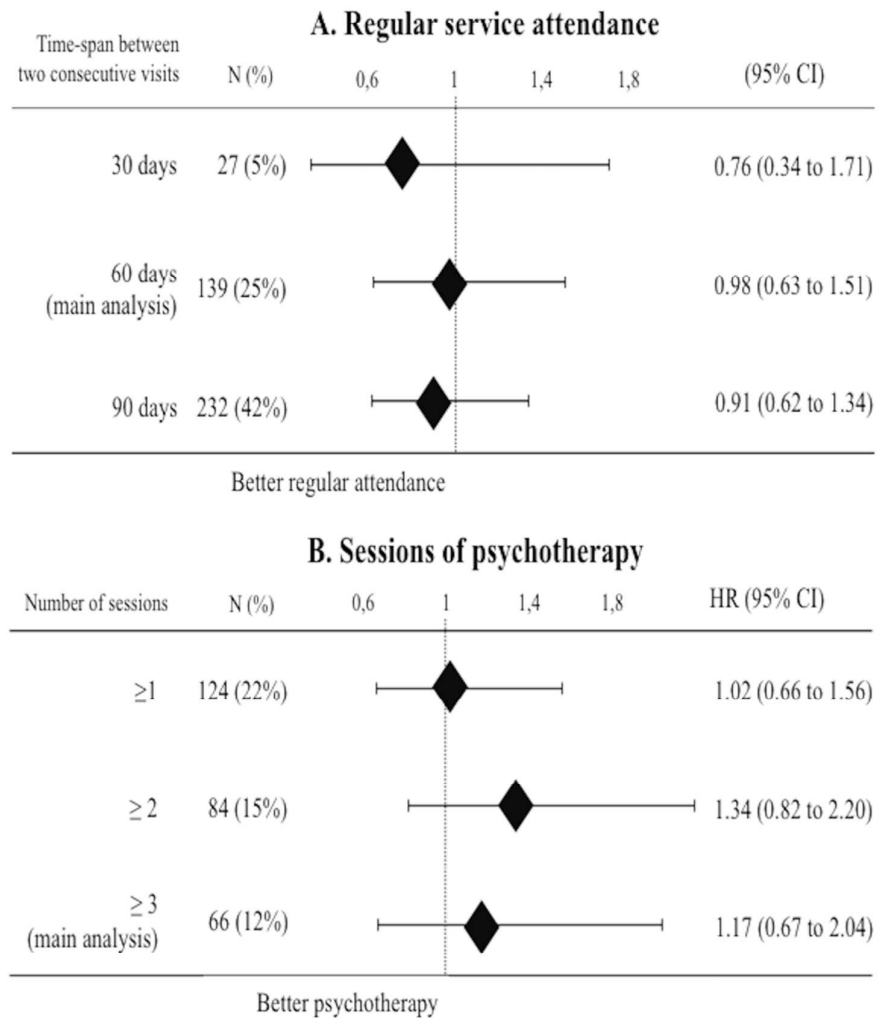 A. Regular service attendance
Time-span between
two consecutive visits N (%) 0,6 1 1,4 1,8 (95% CI)
30 days 27 (5%) 0.76 (0.34 to 1.71)
60 days
(main analysis) 139 (25%) 0.98 (0.63 to 1.51)
90 days 232 (42%) 0.91 (0.62 to 1.34)
Better regular attendance
B. Sessions of psychotherapy
Number of sessions N (%) 0,6 1 1,4 1,8 HR (95% CI)
≥1 124 (22%) 1.02 (0.66 to 1.56)
≥ 2 84 (15%) 1.34 (0.82 to 2.20)
≥ 3
(main analysis) 66 (12%) 1.17 (0.67 to 2.04)
Better psychotherapy